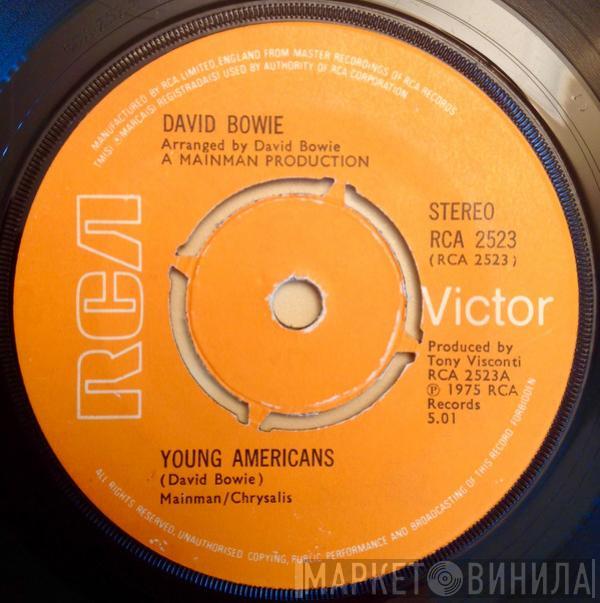 MANUFACTURED BY RCA LIMITED, ENGLAND FROM MASTER RECORDINGS OF RCA RECORDS
TM(S) ® MARCA(S) REGISTRADA(S) USED BY AUTHORITY OF RCA CORPORATION
DAVID BOWIE
Arranged by David Bowie
A MAINMAN PRODUCTION
STEREO
RCA 2523
(RCA 2523)
RCA
Victor
Produced by
Tony Visconti
RCA 2523A
℗ 1975 RCA
Records
5.01
YOUNG AMERICANS
(David Bowie)
Mainman/Chrysalis
ALL RIGHTS RESERVED, UNAUTHORISED COPYING, PUBLIC PERFORMANCE AND BROADCASTING OF THIS RECORD FORBIDDEN
МАРКЕТ ВИНИЛА